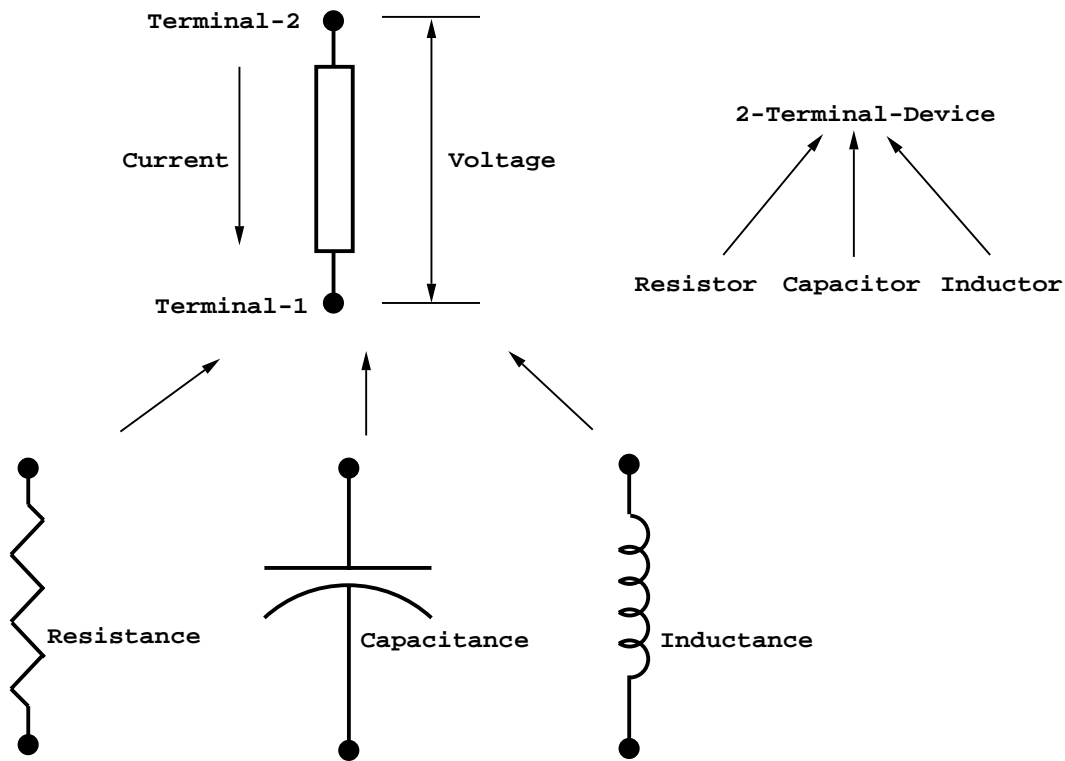 Terminal-2
2-Terminal-Device
Current
Voltage
Resistor Capacitor Inductor
Terminal-1
Resistance
Capacitance
Inductance